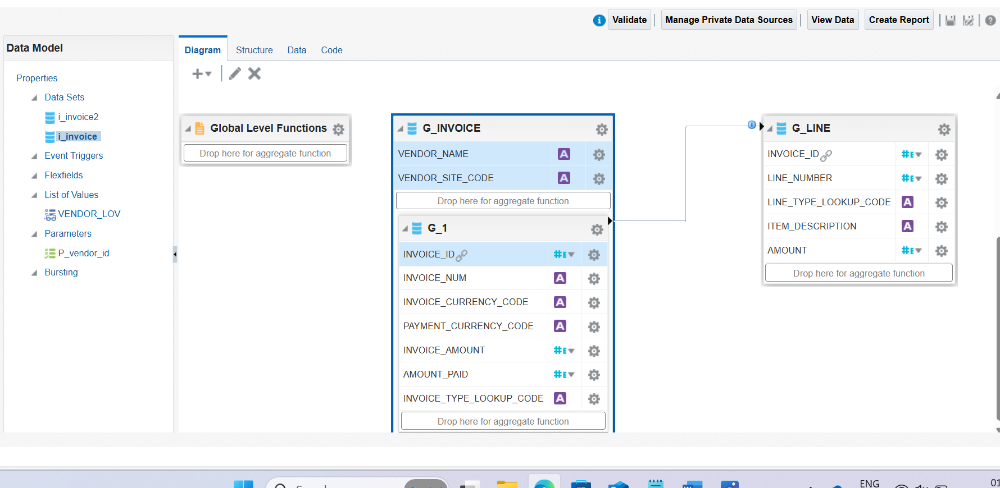 Validate
Manage Private Data Sources
View Data
Create Report
Data Model
Properties
Data Sets
i_invoice2
i_invoice
Event Triggers
Flexfields
List of Values
VENDOR_LOV
Parameters
P_vendor_id
Bursting
Diagram
Structure
Data
Code
Global Level Functions
Drop here for aggregate function
G_INVOICE
VENDOR_NAME
VENDOR_SITE_CODE
Drop here for aggregate function
G_1
INVOICE_ID
INVOICE_NUM
INVOICE_CURRENCY_CODE
PAYMENT_CURRENCY_CODE
INVOICE_AMOUNT
AMOUNT_PAID
INVOICE_TYPE_LOOKUP_CODE
Drop here for aggregate function
G_LINE
INVOICE_ID
LINE_NUMBER
LINE_TYPE_LOOKUP_CODE
ITEM_DESCRIPTION
AMOUNT
Drop here for aggregate function
ENG
01